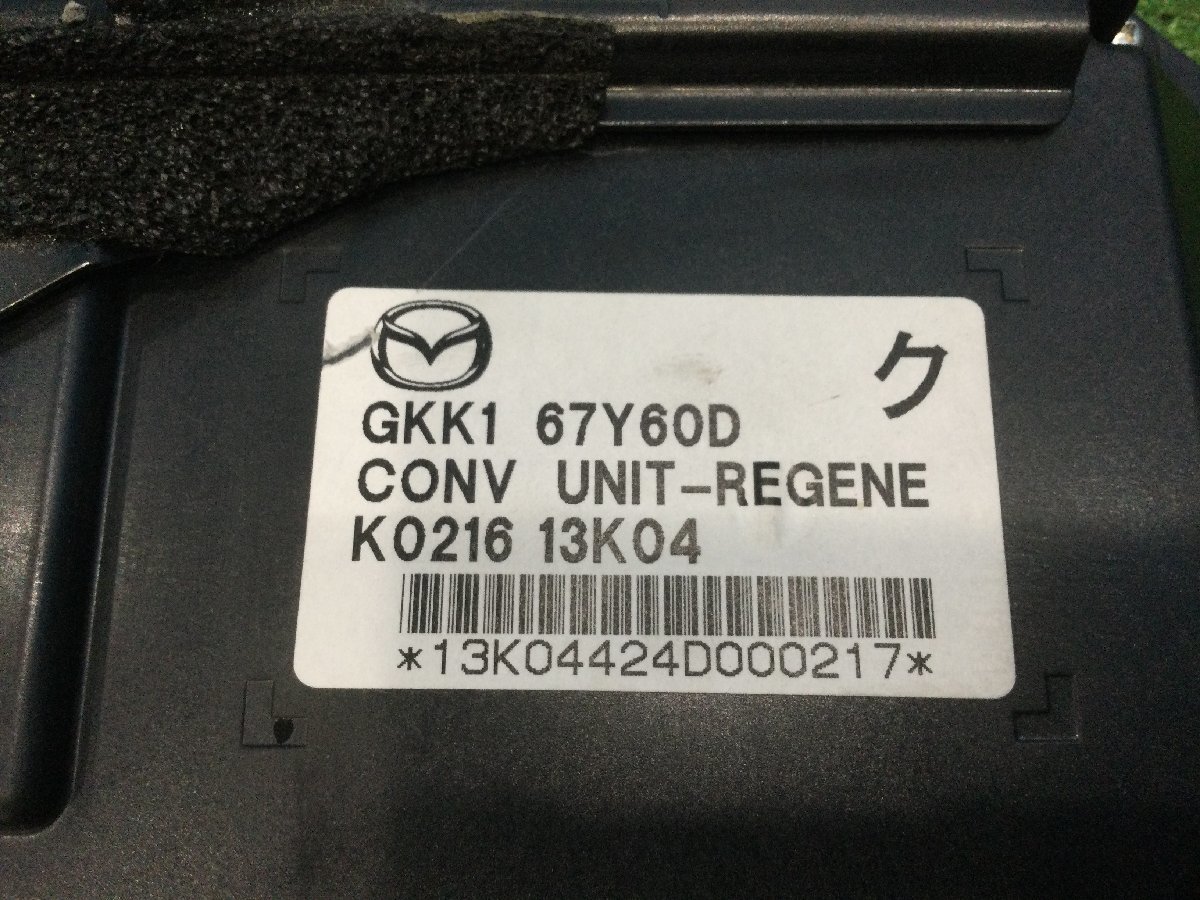 ク
GKK1 67Y60D
CONV UNIT-REGENE
K0216 13K04
*13K04424D000217*